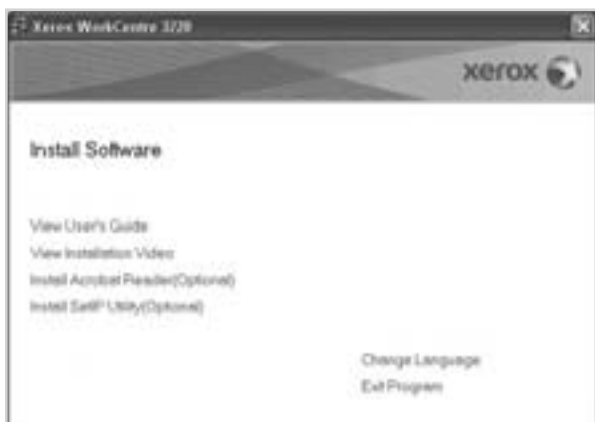 Xerox WorkCentre 3220
xerox
Install Software
View User's Guide
View Installation Video
Install Acrobat Reader(Optional)
Install SetIP Utility(Optional)
Change Language
Exit Program